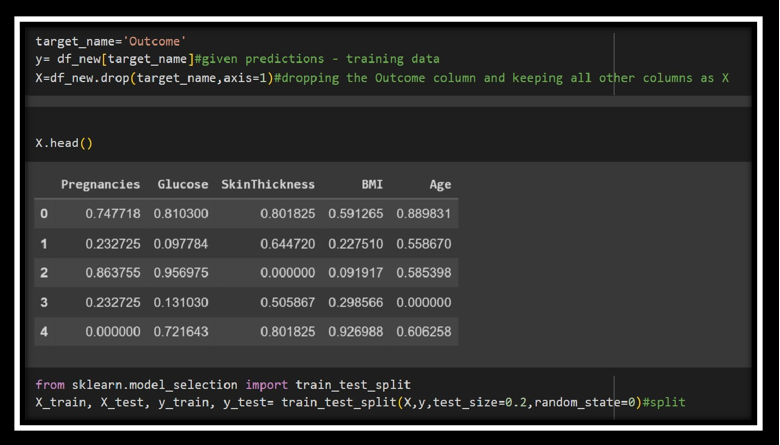 target_name='Outcome'
y= df_new[target_name]#given predictions - training data
X=df_new.drop(target_name,axis=1)#dropping the Outcome column and keeping all other columns as X
X.head()
Pregnancies Glucose SkinThickness BMI Age
0 0.747718 0.810300 0.801825 0.591265 0.889831
1 0.232725 0.097784 0.644720 0.227510 0.558670
2 0.863755 0.956975 0.000000 0.091917 0.585398
3 0.232725 0.131030 0.505867 0.298566 0.000000
4 0.000000 0.721643 0.801825 0.926988 0.606258
from sklearn.model_selection import train_test_split
X_train, X_test, y_train, y_test= train_test_split(X,y,test_size=0.2,random_state=0)#split